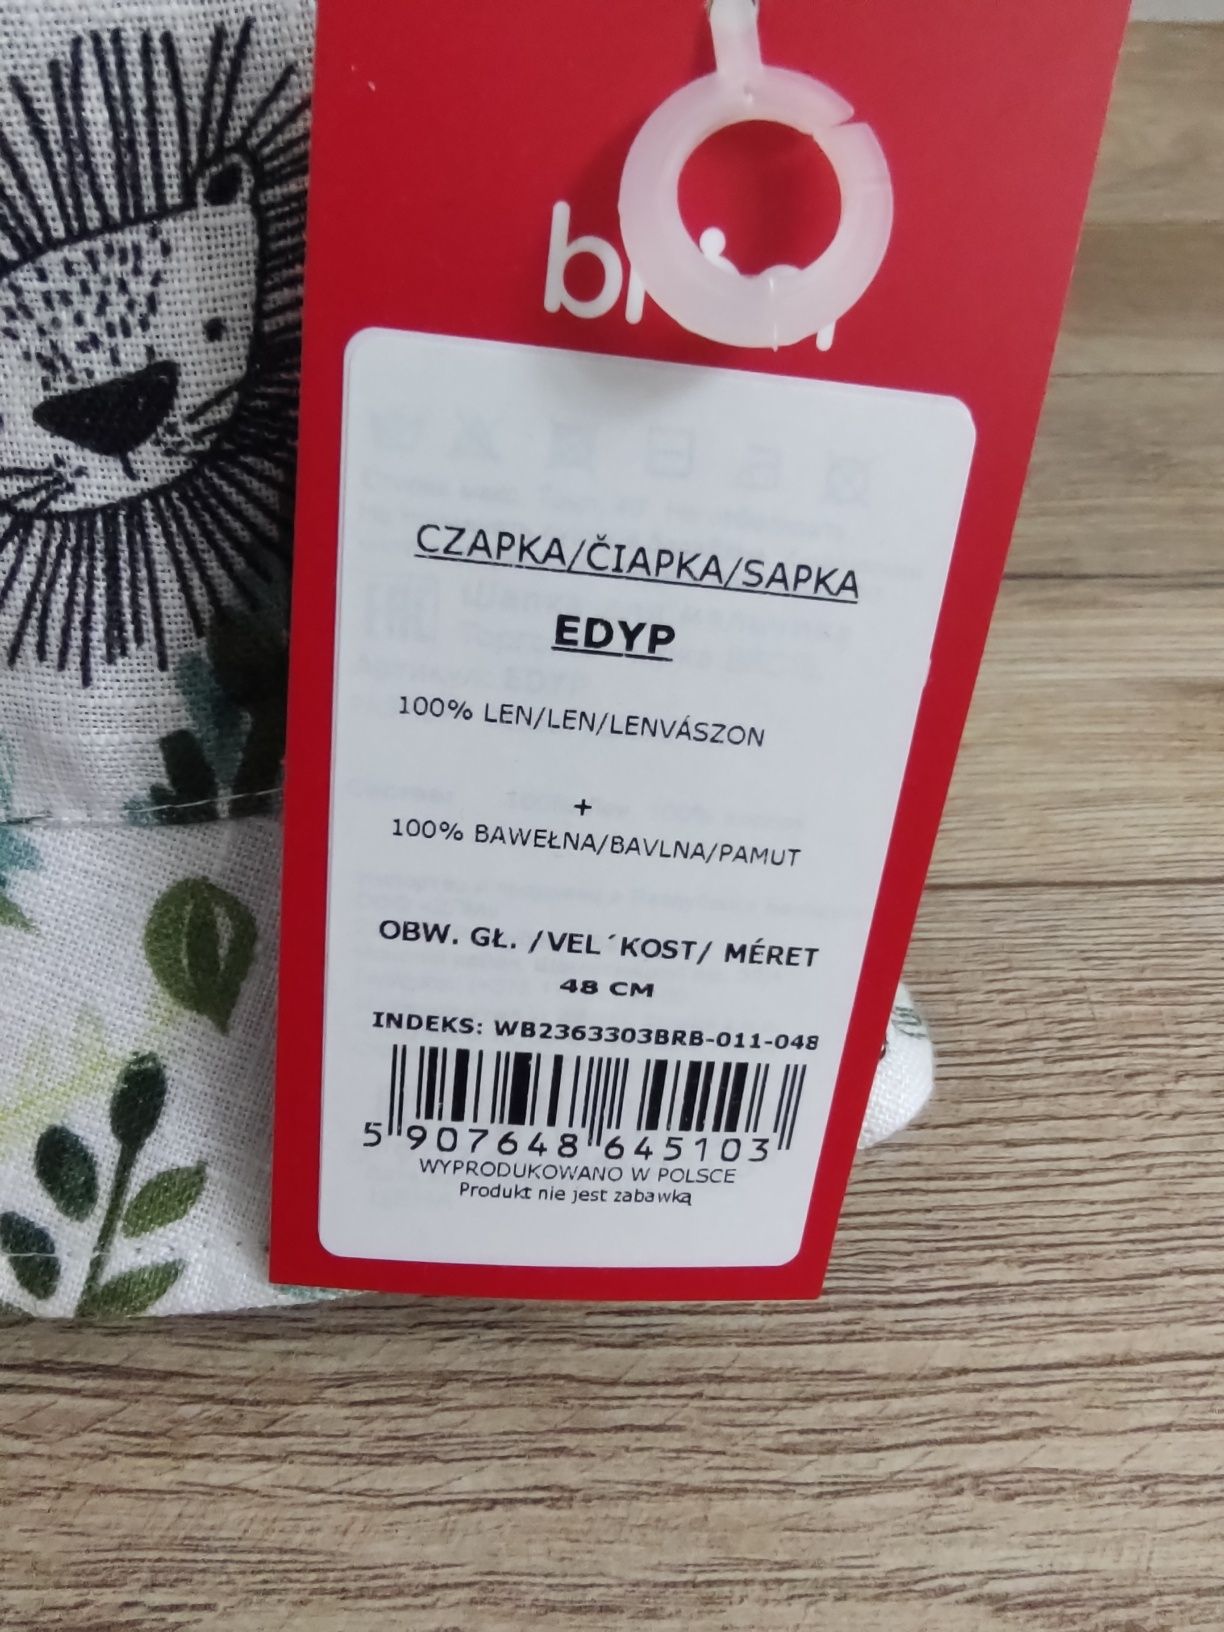 CZAPKA/ČIAPKA/SAPKA
EDYP
100% LEN/LEN/LENVÁSZON
+
100% BAWEŁNA/BAVLNA/PAMUT
OBW. GŁ. /VEL´KOST/ MÉRET
48 CM
INDEKS: WB2363303BRB-011-048
5 907648 645103
WYPRODUKOWANO W POLSCE
Produkt nie jest zabawką